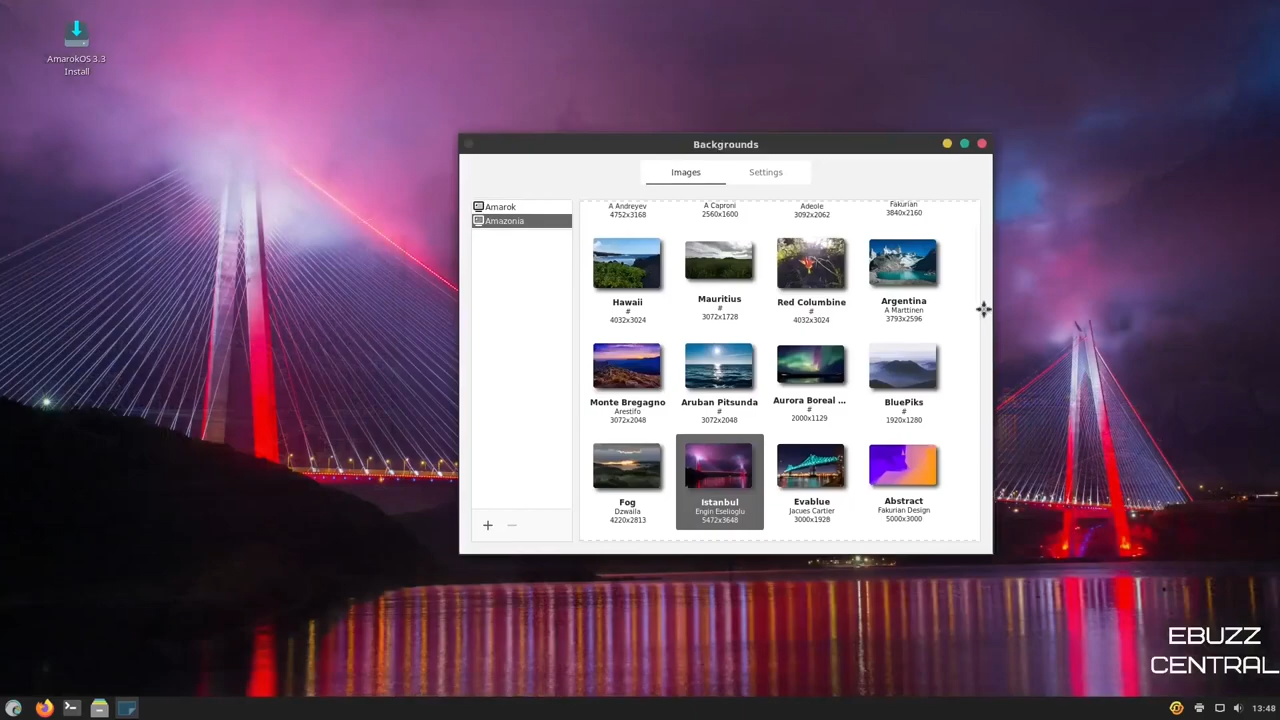 AmarokOS 3.3
Install
Backgrounds
Images
Settings
Amarok
Amazonia
A Andreyev
4752x3168
A Caproni
2560x1600
Adeole
3092x2062
Fakurian
3840x2160
Hawaii
#
4032x3024
Mauritius
#
3072x1728
Red Columbine
#
4032x3024
Argentina
A Marttinen
3793x2596
Monte Bregagno
Arestifo
3072x2048
Aruban Pitsunda
#
3072x2048
Aurora Boreal ...
#
2000x1129
BluePiks
#
1920x1280
Fog
Dzwaila
4220x2813
Istanbul
Engin Eselioglu
5472x3648
Evablue
Jacues Cartier
3000x1928
Abstract
Fakurian Design
5000x3000
EBUZZ
CENTRAL
13:48